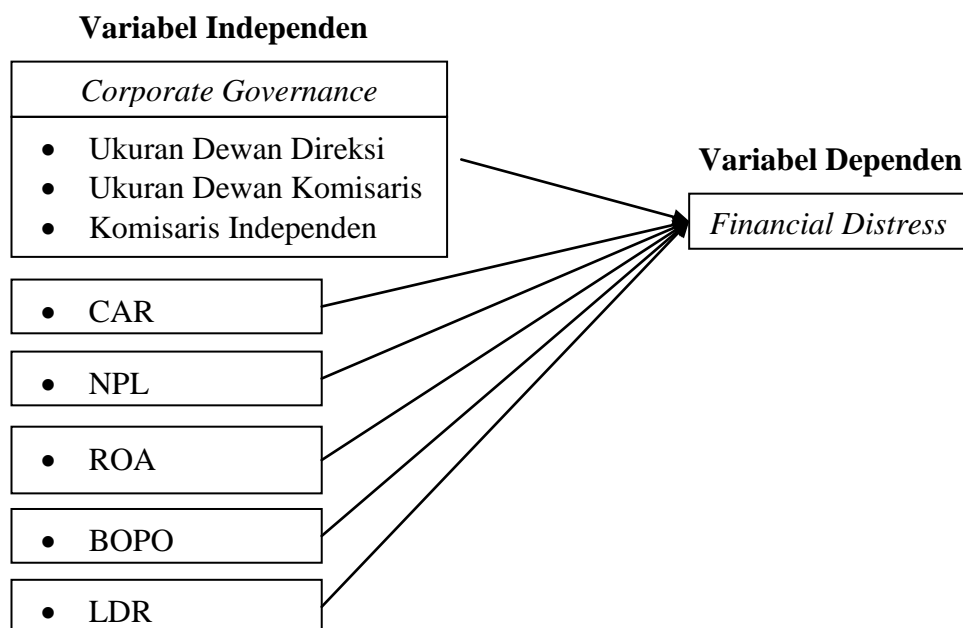 Variabel Independen
Corporate Governance
• Ukuran Dewan Direksi
• Ukuran Dewan Komisaris
• Komisaris Independen
Variabel Dependen
Financial Distress
• CAR
• NPL
• ROA
• BOPO
• LDR